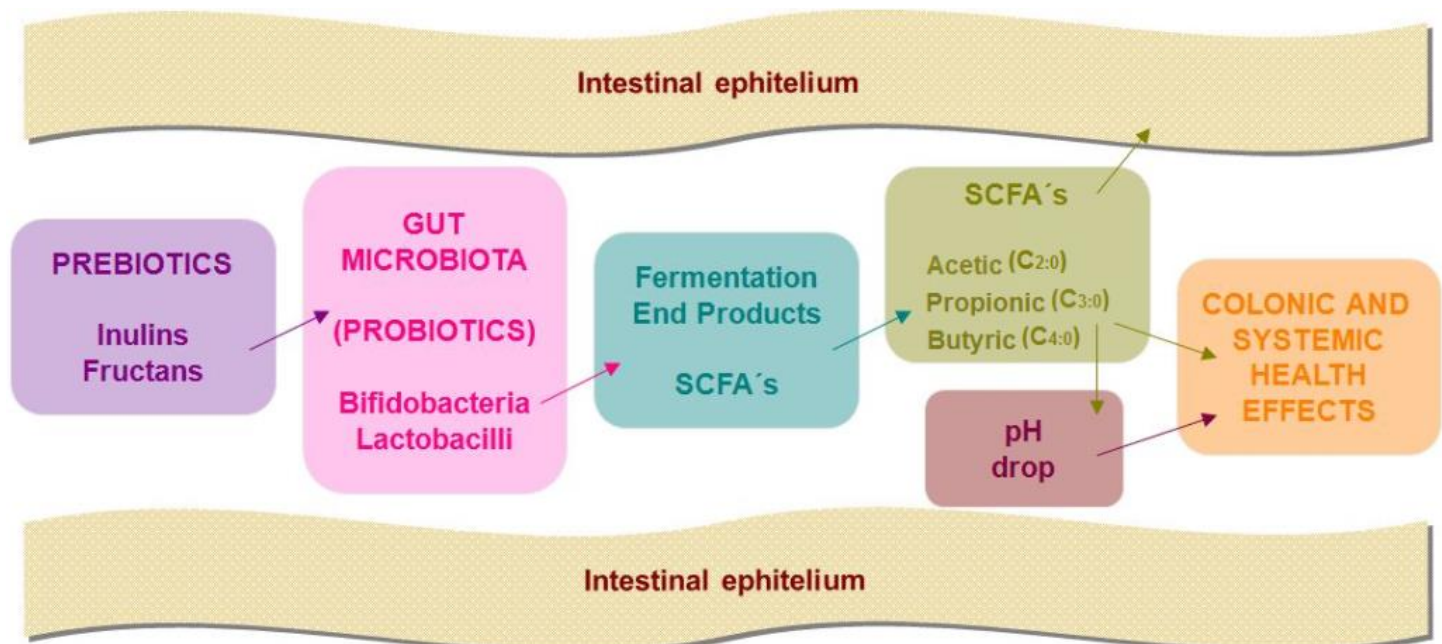 Intestinal ephitelium
PREBIOTICS
Inulins
Fructans
GUT
MICROBIOTA
(PROBIOTICS)
Bifidobacteria
Lactobacilli
Fermentation
End Products
SCFA´s
SCFA´s
Acetic (C2:0)
Propionic (C3:0)
Butyric (C4:0)
pH
drop
COLONIC AND
SYSTEMIC
HEALTH
EFFECTS
Intestinal ephitelium